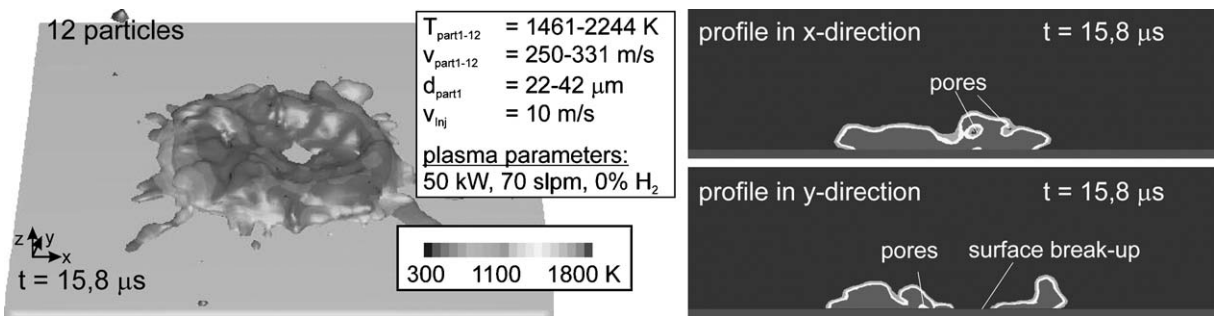 12 particles
T_part1-12 = 1461-2244 K
v_part1-12 = 250-331 m/s
d_part1 = 22-42 μm
v_Inj = 10 m/s
plasma parameters:
50 kW, 70 slpm, 0% H₂
z
y
x
t = 15,8 μs
300 1100 1800 K
profile in x-direction t = 15,8 μs
pores
profile in y-direction t = 15,8 μs
pores surface break-up